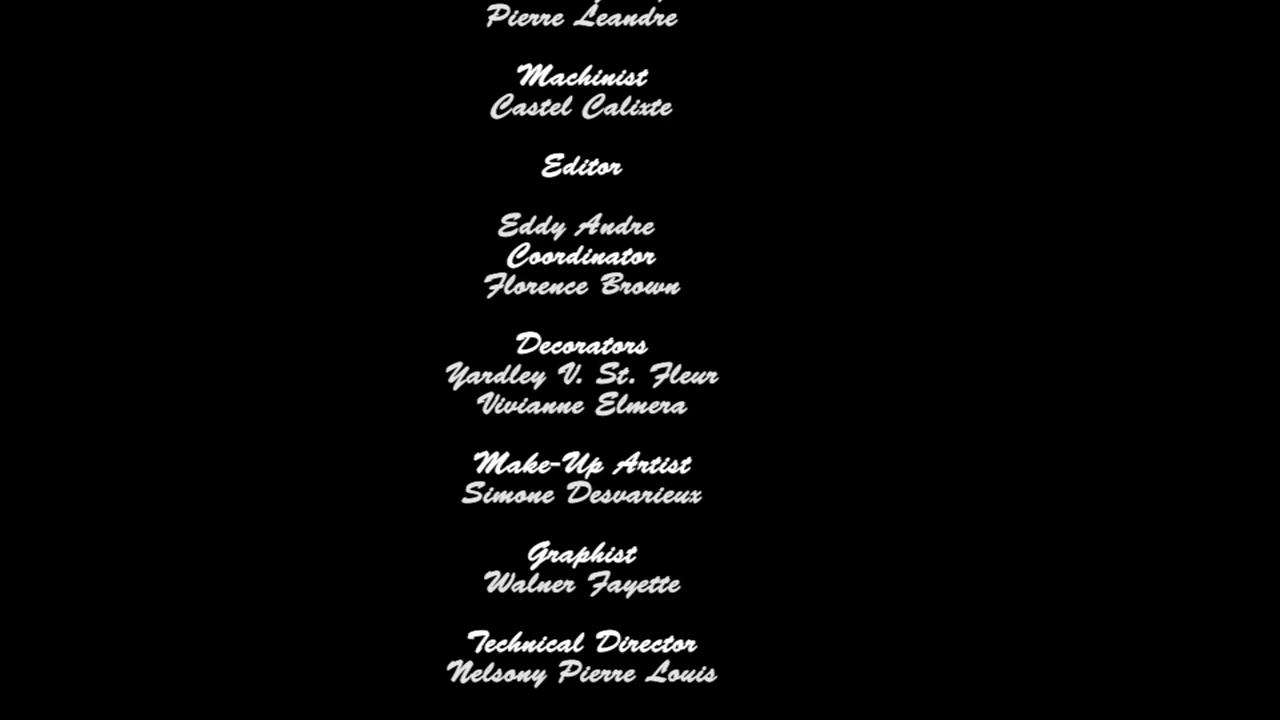 Pierre Leandre
Machinist
Castel Calixte
Editor
Eddy Andre
Coordinator
Florence Brown
Decorators
Yardley V. St. Fleur
Vivianne Elmera
Make-Up Artist
Simone Desvarieux
Graphist
Walner Fayette
Technical Director
Nelsony Pierre Louis